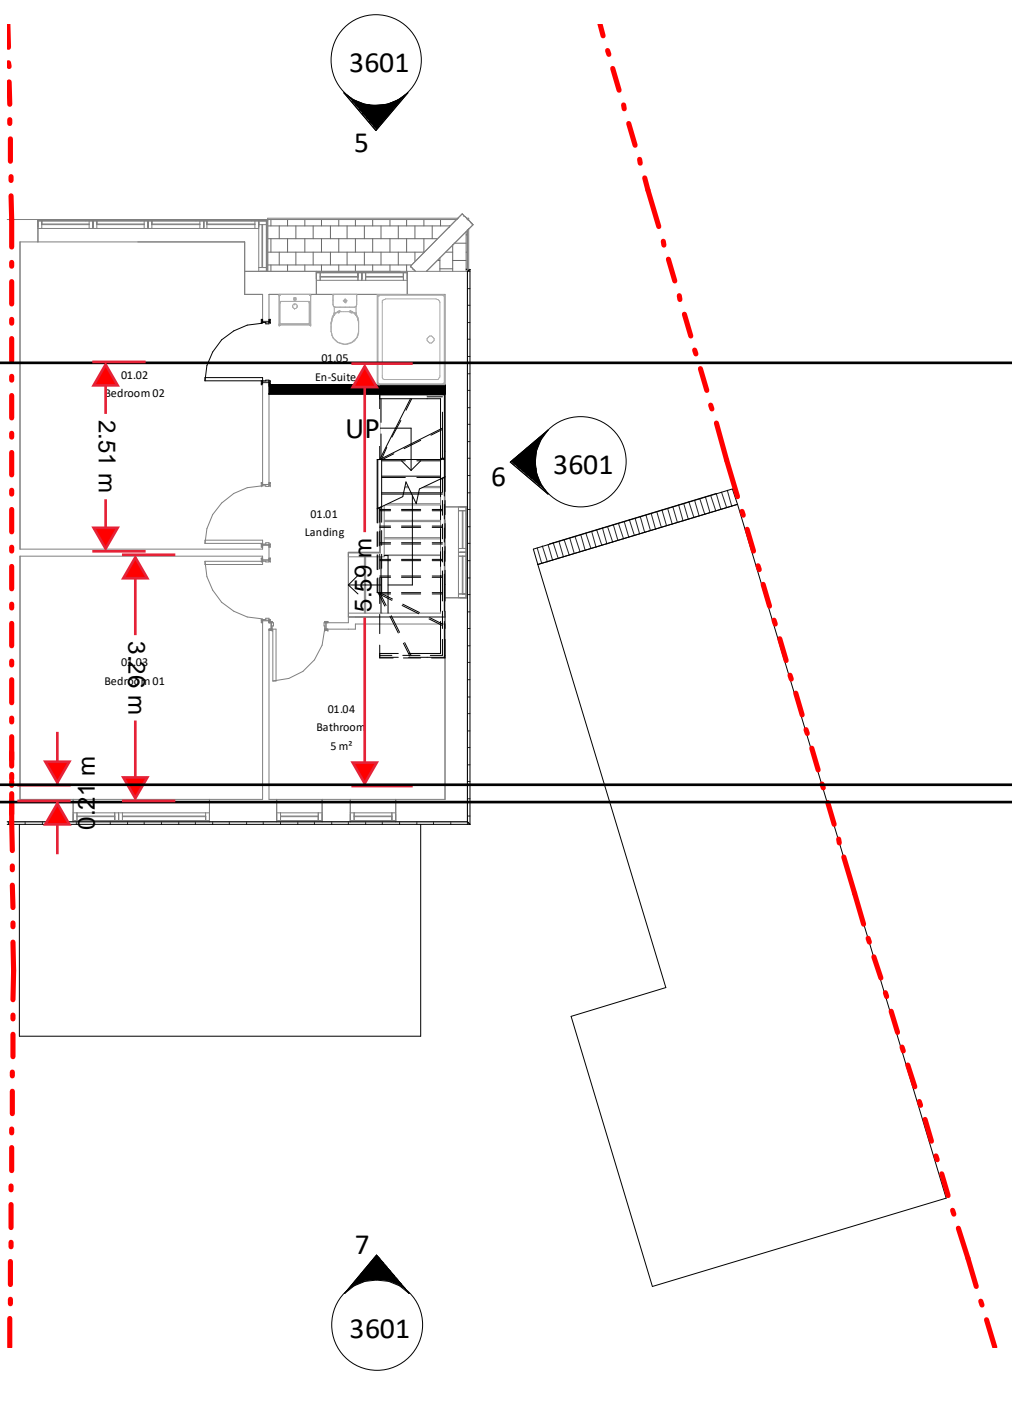 3601
5
01.02
Bedroom 02
01.05
En-Suite
UP
2.51 m
6
3601
01.01
Landing
5.59 m
01.03
Bedroom 01
3.26 m
01.04
Bathroom
5 m²
0.21 m
7
3601